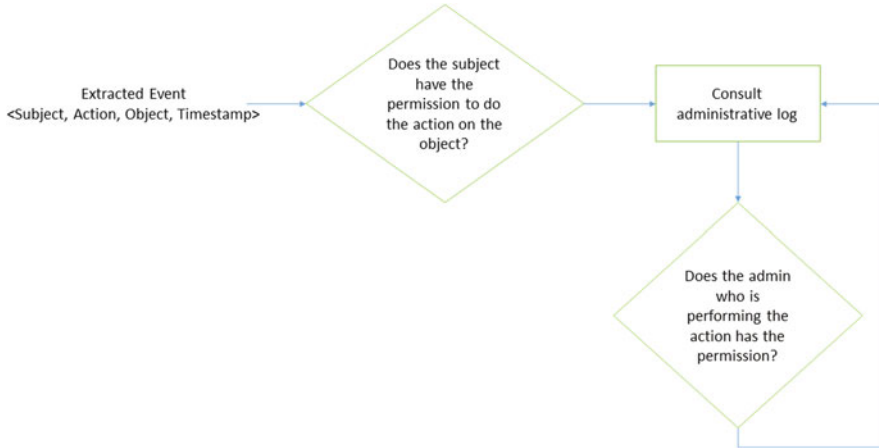 Extracted Event
<Subject, Action, Object, Timestamp>
Does the subject
have the
permission to do
the action on the
object?
Consult
administrative log
Does the admin
who is
performing the
action has the
permission?